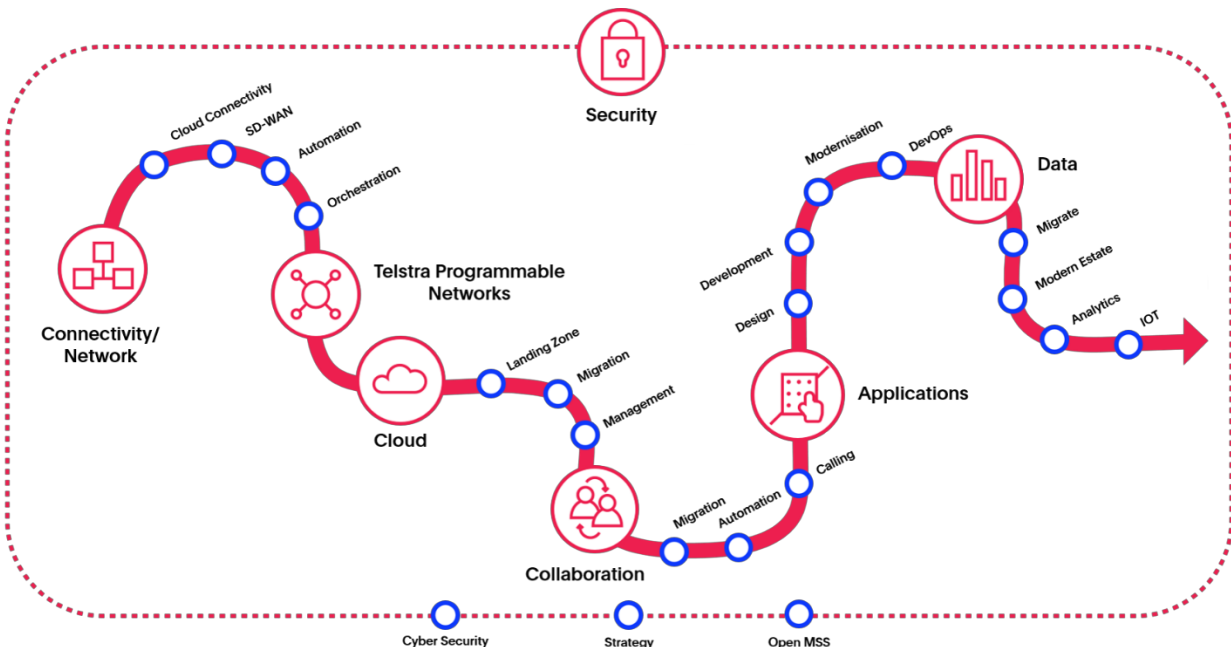 Security
Cloud Connectivity
SD-WAN
Automation
Orchestration
Connectivity/
Network
Telstra Programmable
Networks
Cloud
Landing Zone
Migration
Management
Collaboration
Migration
Automation
Calling
Applications
Design
Development
Modernisation
DevOps
Data
Migrate
Modern Estate
Analytics
IOT
Cyber Security
Strategy
Open MSS